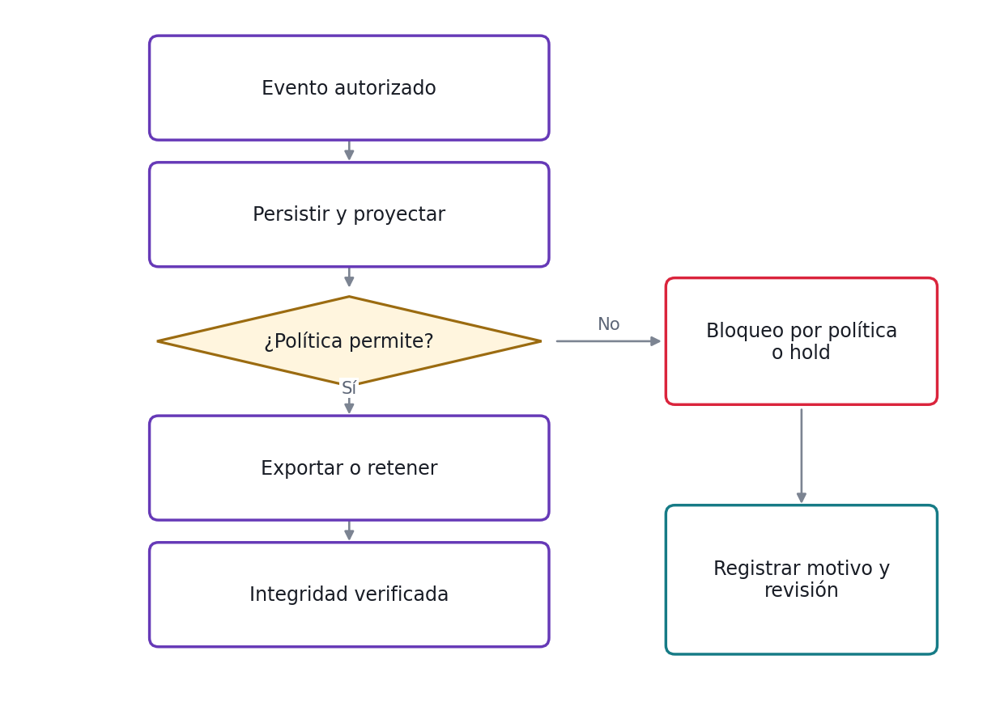 Evento autorizado
Persistir y proyectar
¿Política permite?
No
Bloqueo por política
o hold
Sí
Exportar o retener
Integridad verificada
Registrar motivo y
revisión